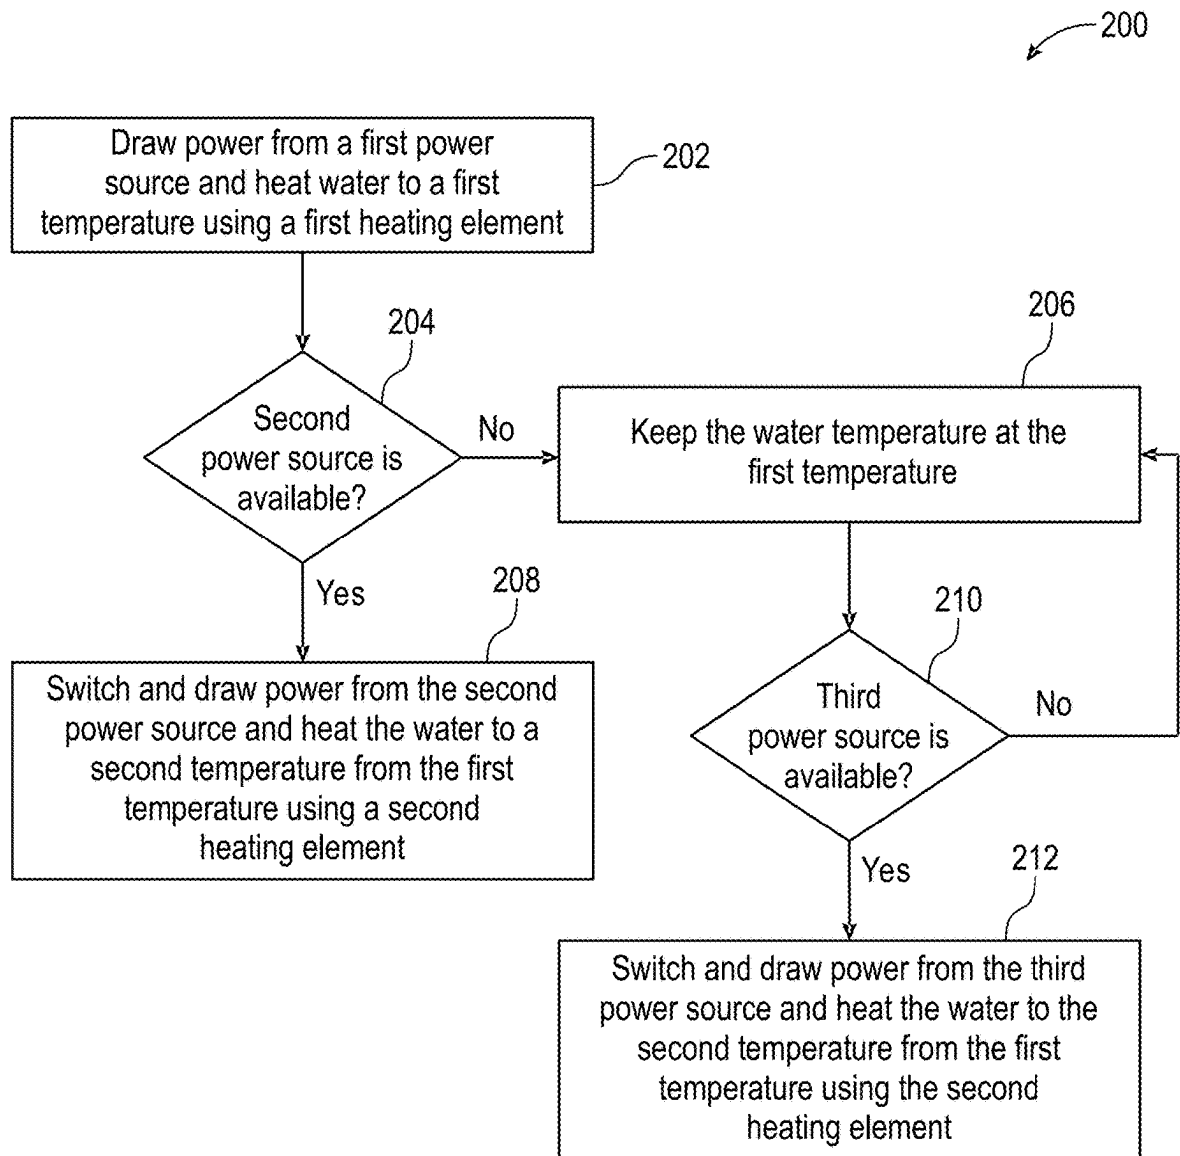 200
Draw power from a first power
source and heat water to a first
temperature using a first heating element
202
204
Second
power source is
available?
No
206
Keep the water temperature at the
first temperature
Yes
208
Switch and draw power from the second
power source and heat the water to a
second temperature from the first
temperature using a second
heating element
210
Third
power source is
available?
No
Yes
212
Switch and draw power from the third
power source and heat the water to the
second temperature from the first
temperature using the second
heating element